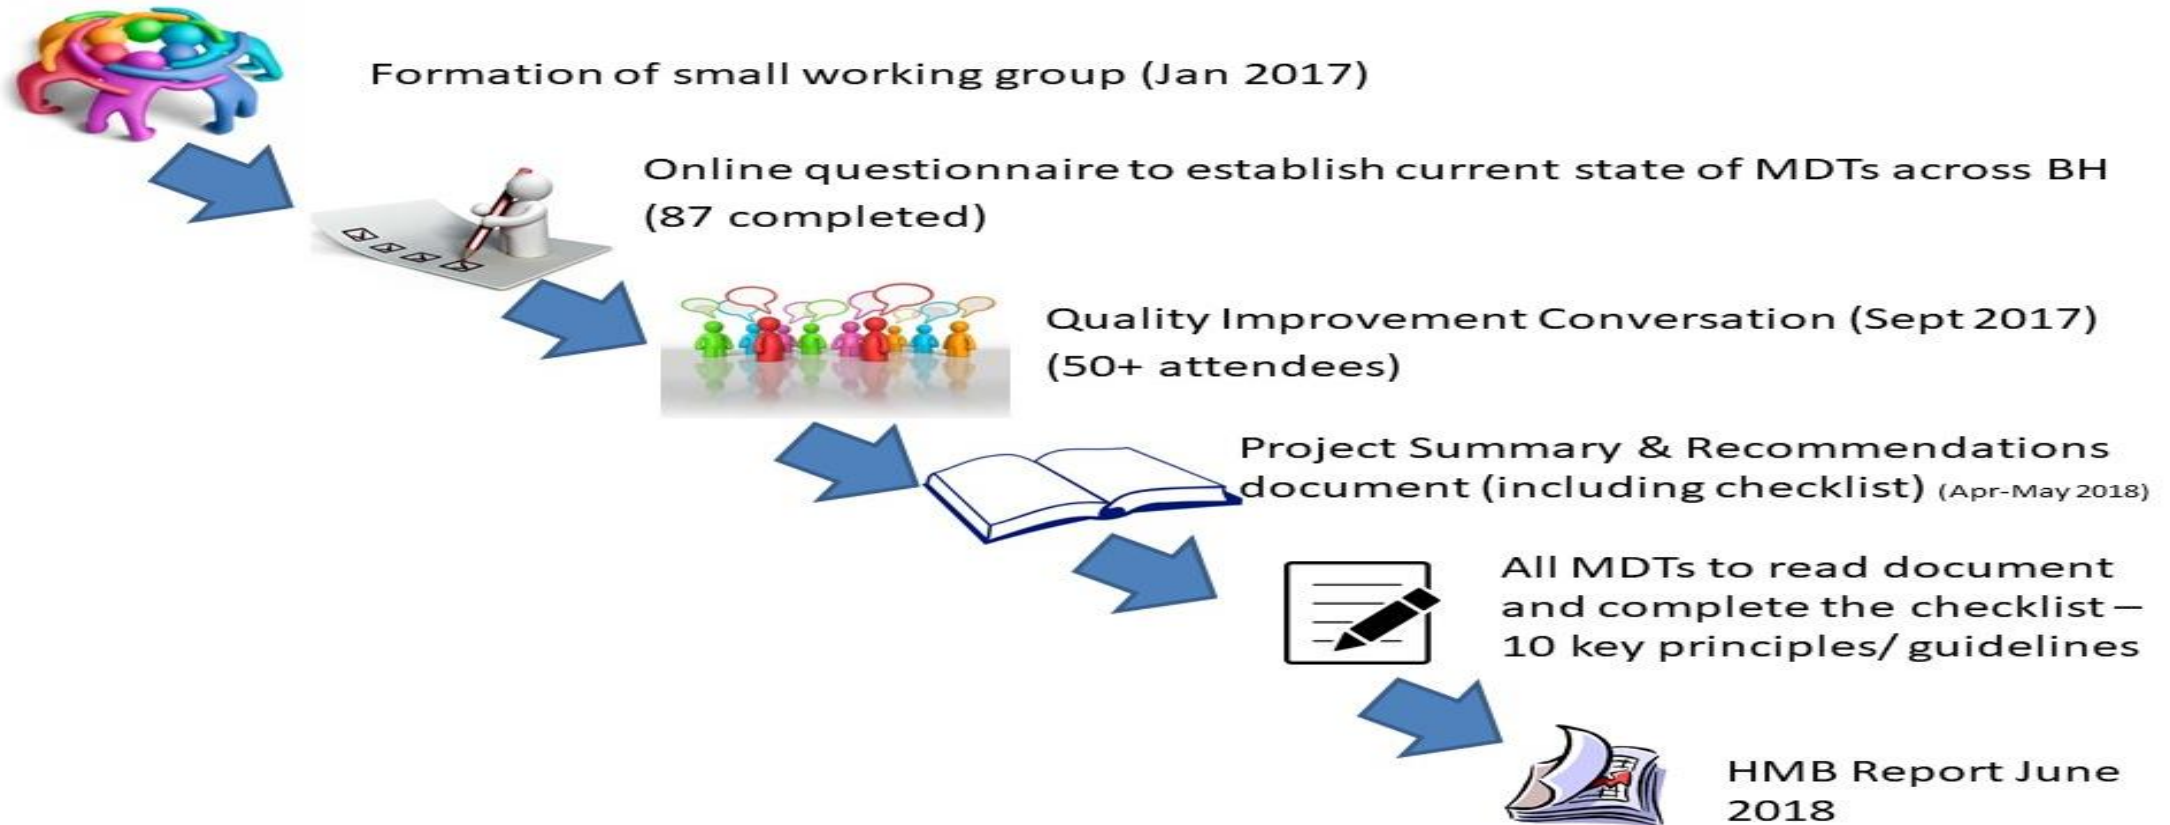 Formation of small working group (Jan 2017)
Online questionnaire to establish current state of MDTs across BH
(87 completed)
Quality Improvement Conversation (Sept 2017)
(50+ attendees)
Project Summary & Recommendations
document (including checklist) (Apr-May 2018)
All MDTs to read document
and complete the checklist –
10 key principles/ guidelines
HMB Report June
2018